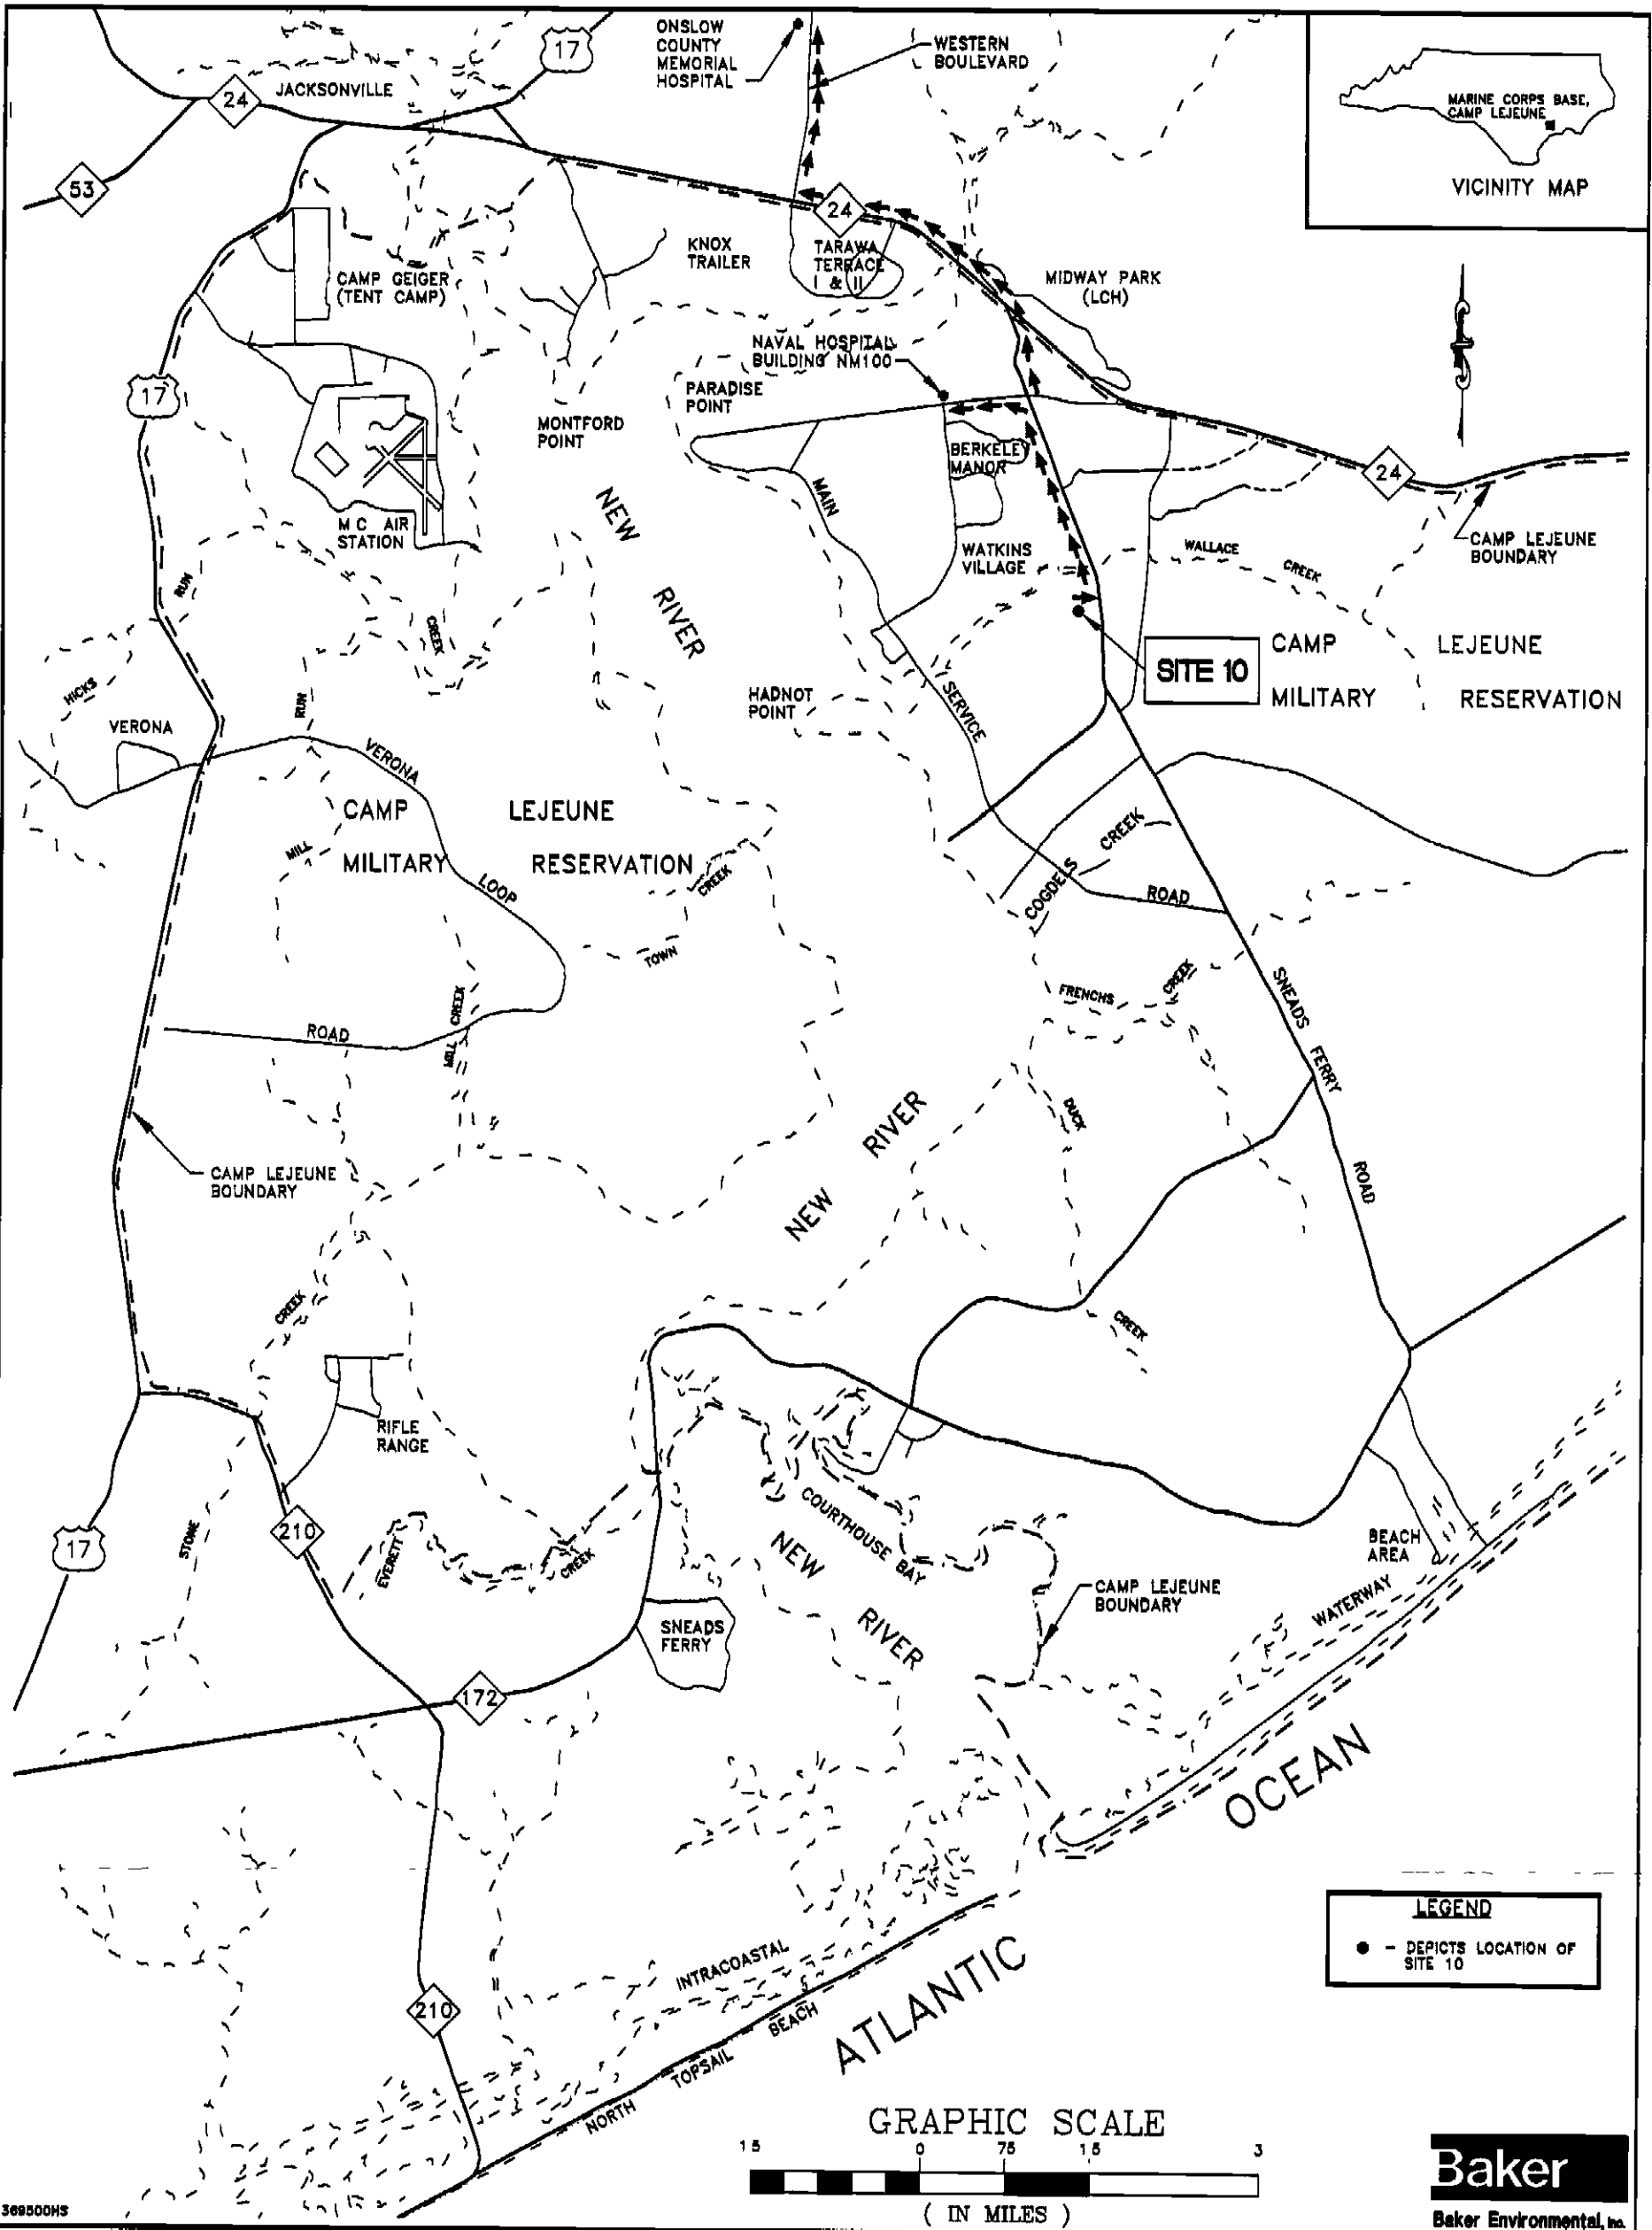 ONSLOW
COUNTY
MEMORIAL
HOSPITAL
WESTERN
BOULEVARD
17
24
JACKSONVILLE
53
MARINE CORPS BASE,
CAMP LEJEUNE
VICINITY MAP
24
KNOX
TRAILER
TARAWA
TERRACE
I & II
MIDWAY PARK
(LCH)
CAMP GEIGER
(TENT CAMP)
NAVAL HOSPITAL
BUILDING NM100
17
PARADISE
POINT
MONTFORD
POINT
BERKELEY
MANOR
24
MAIN
NEW
M C AIR
STATION
WATKINS
VILLAGE
WALLACE
CREEK
CAMP LEJEUNE
BOUNDARY
RUN
CREEK
RIVER
SITE 10
CAMP LEJEUNE
MILITARY RESERVATION
HICKS
RUN
HADNOT
POINT
SERVICE
VERONA
VERONA
CAMP LEJEUNE
MILITARY RESERVATION
MILL
LOOP
CREEK
TOWN
COGDELS
CREEK
ROAD
FRENCHS
CREEK
SNEADS
FERRY
ROAD
MILL CREEK
ROAD
DUCK
RIVER
NEW
CAMP LEJEUNE
BOUNDARY
CREEK
CREEK
RIFLE
RANGE
17
STONE
210
EVERETT
CREEK
COURTHOUSE BAY
NEW
RIVER
BEACH
AREA
CAMP LEJEUNE
BOUNDARY
WATERWAY
SNEADS
FERRY
172
OCEAN
LEGEND
● - DEPICTS LOCATION OF
SITE 10
INTRACOASTAL
210
BEACH
TOPSAIL
NORTH
ATLANTIC
GRAPHIC SCALE
15 0 75 15 3
( IN MILES )
Baker
Baker Environmental, Inc.
369500HS